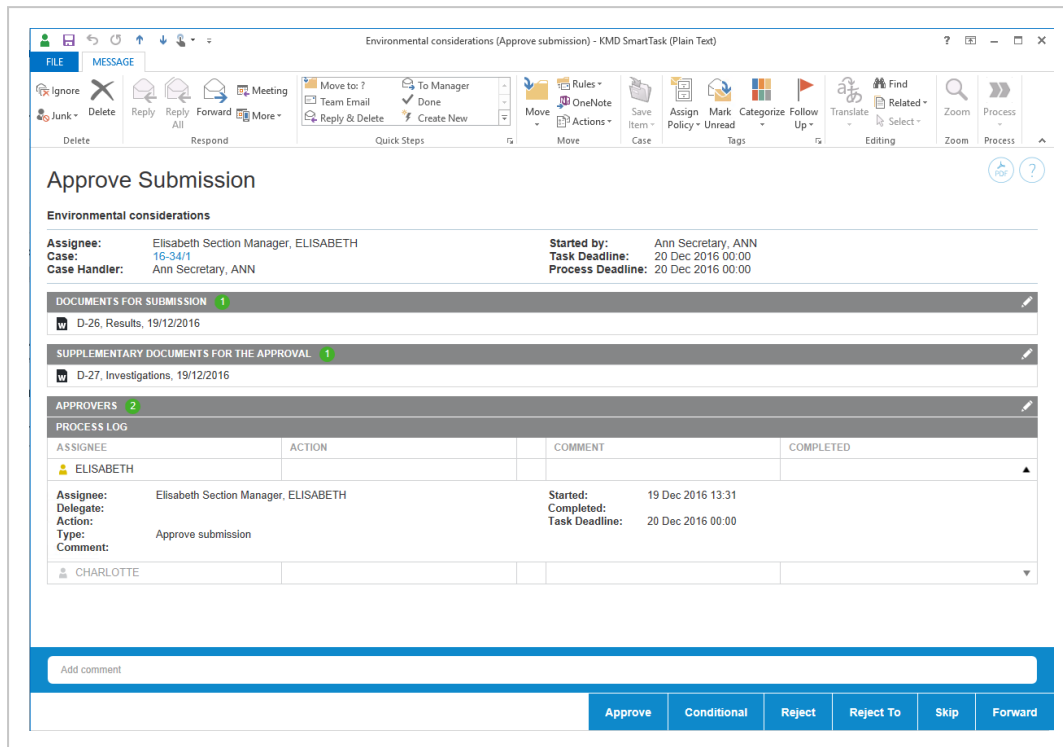 Environmental considerations (Approve submission) - KMD SmartTask (Plain Text)
?
FILE MESSAGE
Ignore
Junk
Delete
Delete
Reply
Reply All
Forward
Meeting
More
Respond
Move to: ?
Team Email
Reply & Delete
To Manager
Done
Create New
Quick Steps
Move
Rules
OneNote
Actions
Move
Save Item
Case
Assign Policy
Mark Unread
Categorize
Follow Up
Tags
Translate
Find
Related
Select
Editing
Zoom
Zoom
Process
Process
Approve Submission
PDF ?
Environmental considerations
Assignee: Elisabeth Section Manager, ELISABETH Started by: Ann Secretary, ANN
Case: 16-34/1 Task Deadline: 20 Dec 2016 00:00
Case Handler: Ann Secretary, ANN Process Deadline: 20 Dec 2016 00:00
DOCUMENTS FOR SUBMISSION 1
W D-26, Results, 19/12/2016
SUPPLEMENTARY DOCUMENTS FOR THE APPROVAL 1
W D-27, Investigations, 19/12/2016
APPROVERS 2
PROCESS LOG
ASSIGNEE ACTION COMMENT COMPLETED
ELISABETH
Assignee: Elisabeth Section Manager, ELISABETH Started: 19 Dec 2016 13:31
Delegate: Completed:
Action: Task Deadline: 20 Dec 2016 00:00
Type: Approve submission
Comment:
CHARLOTTE
Add comment
Approve Conditional Reject Reject To Skip Forward